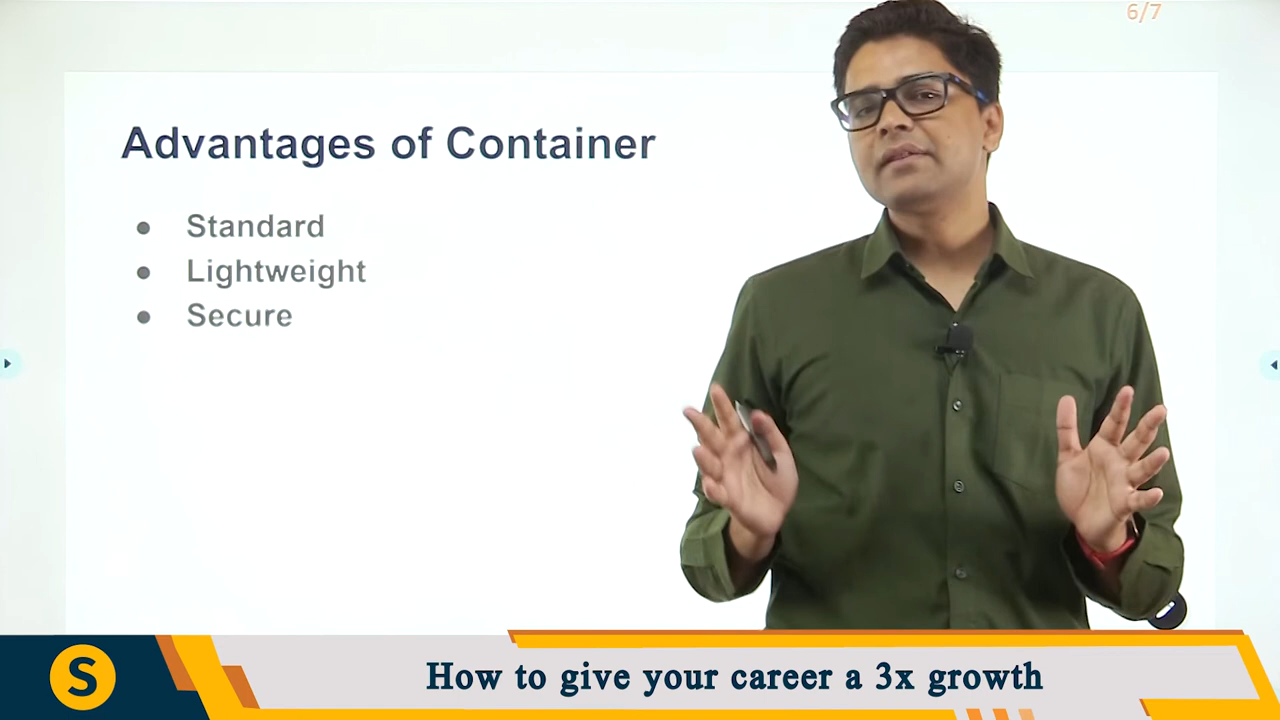 6/7
Advantages of Container
● Standard
● Lightweight
● Secure
S
How to give your career a 3x growth